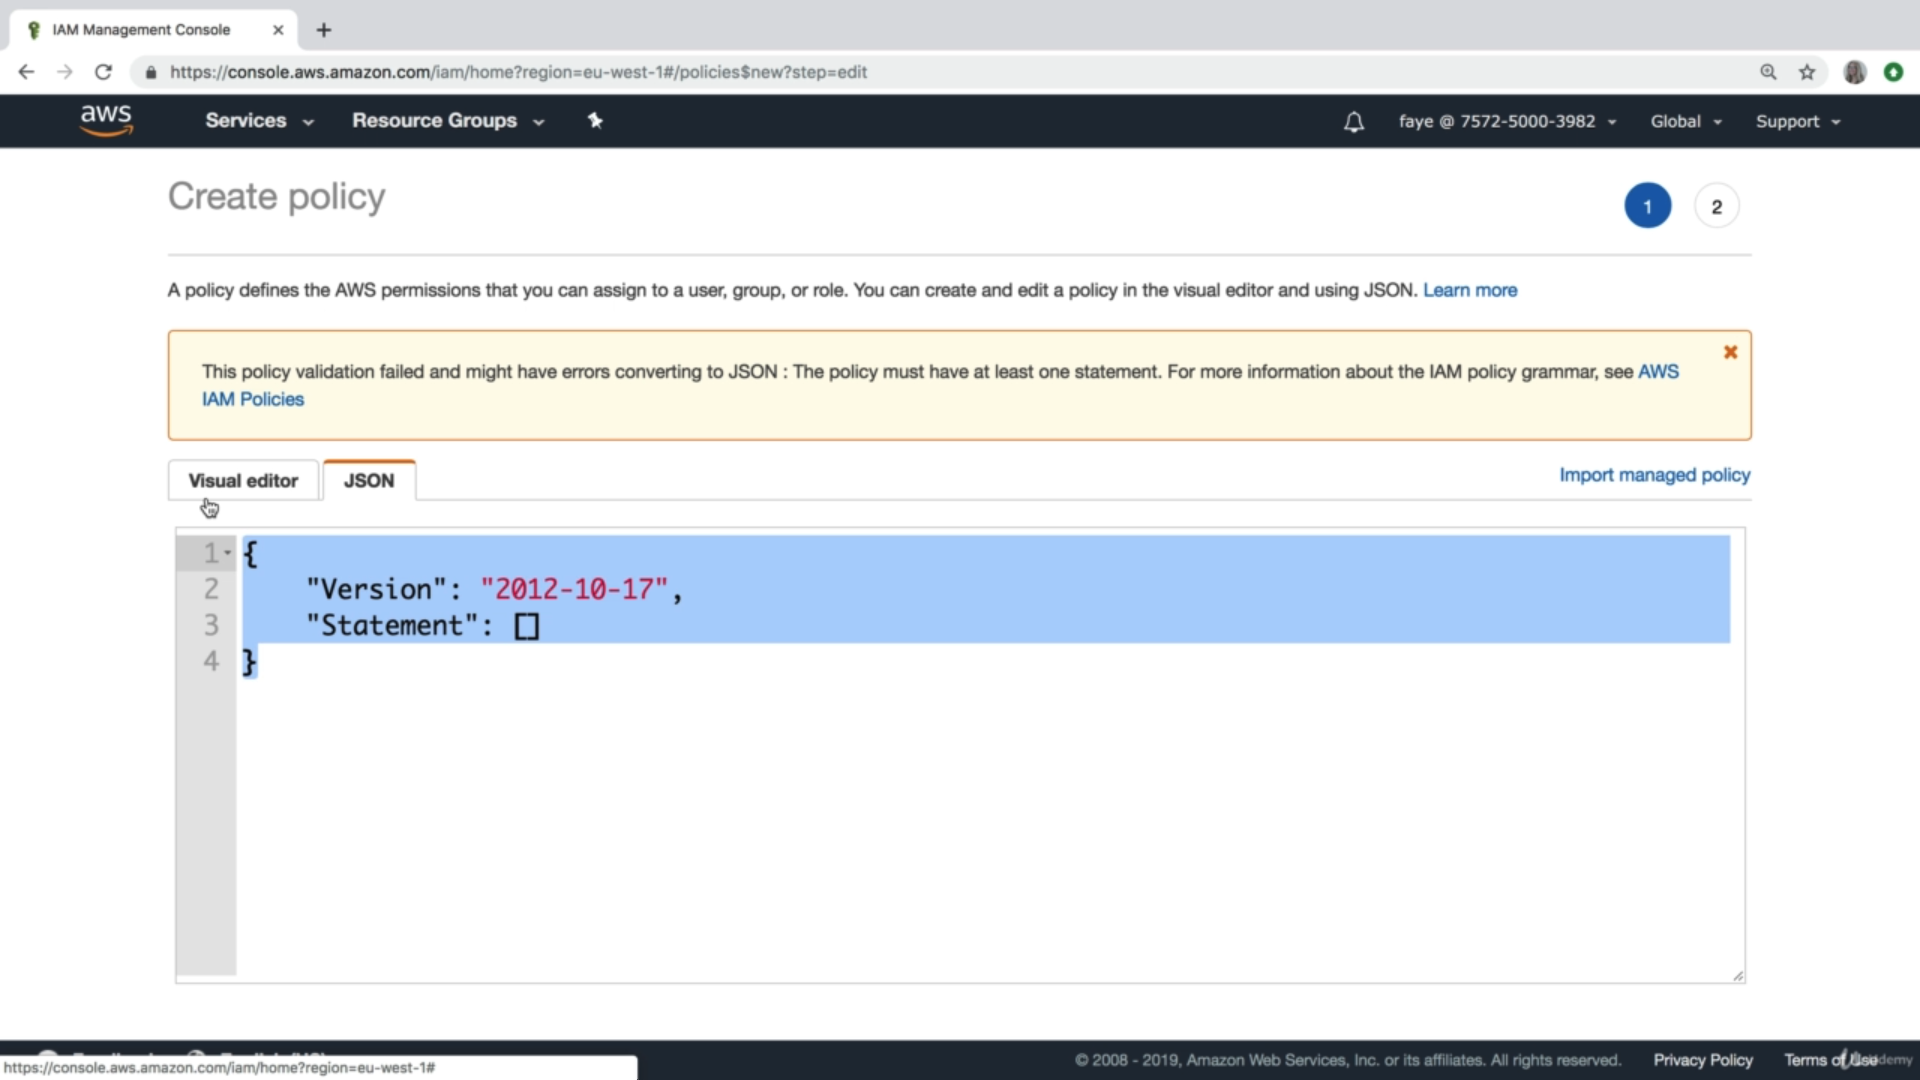 IAM Management Console
https://console.aws.amazon.com/iam/home?region=eu-west-1#/policies$new?step=edit
aws Services Resource Groups faye @ 7572-5000-3982 Global Support
Create policy
1 2
A policy defines the AWS permissions that you can assign to a user, group, or role. You can create and edit a policy in the visual editor and using JSON. Learn more
This policy validation failed and might have errors converting to JSON : The policy must have at least one statement. For more information about the IAM policy grammar, see AWS
IAM Policies
Visual editor JSON Import managed policy
1 {
2 "Version": "2012-10-17",
3 "Statement": []
4 }
© 2008 - 2019, Amazon Web Services, Inc. or its affiliates. All rights reserved. Privacy Policy Terms of Use
https://console.aws.amazon.com/iam/home?region=eu-west-1#